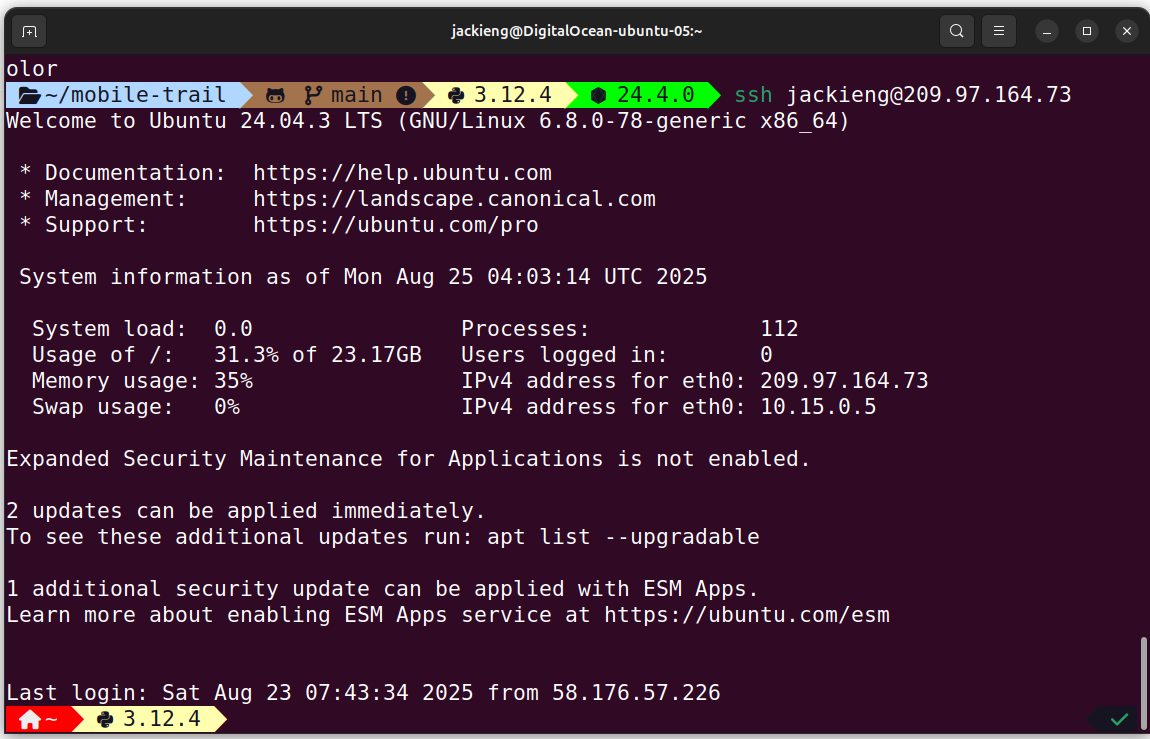 jackieng@DigitalOcean-ubuntu-05:~
olor
~/mobile-trail main 3.12.4 24.4.0 ssh jackieng@209.97.164.73
Welcome to Ubuntu 24.04.3 LTS (GNU/Linux 6.8.0-78-generic x86_64)
* Documentation: https://help.ubuntu.com
* Management: https://landscape.canonical.com
* Support: https://ubuntu.com/pro
System information as of Mon Aug 25 04:03:14 UTC 2025
System load: 0.0 Processes: 112
Usage of /: 31.3% of 23.17GB Users logged in: 0
Memory usage: 35% IPv4 address for eth0: 209.97.164.73
Swap usage: 0% IPv4 address for eth0: 10.15.0.5
Expanded Security Maintenance for Applications is not enabled.
2 updates can be applied immediately.
To see these additional updates run: apt list --upgradable
1 additional security update can be applied with ESM Apps.
Learn more about enabling ESM Apps service at https://ubuntu.com/esm
Last login: Sat Aug 23 07:43:34 2025 from 58.176.57.226
~ 3.12.4